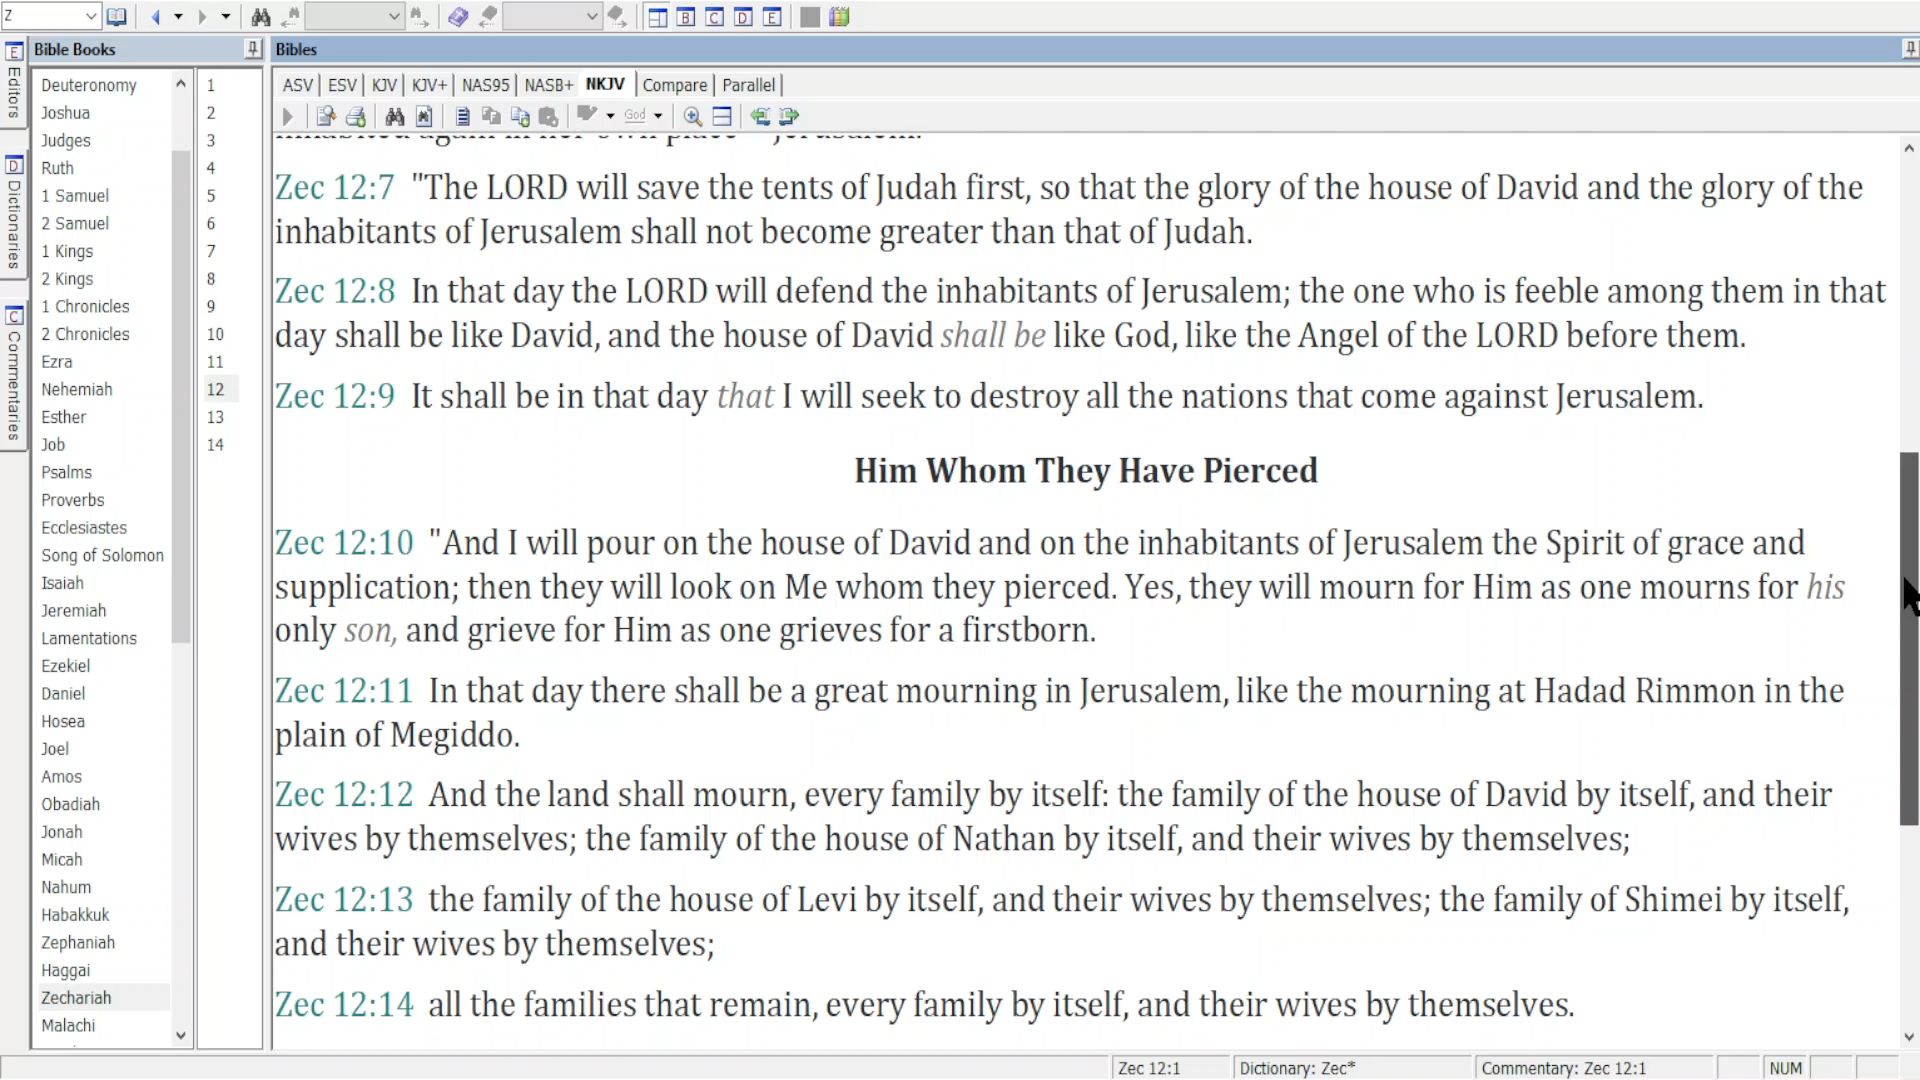 Z
Editors
Dictionaries
Commentaries
Bible Books
Deuteronomy
Joshua
Judges
Ruth
1 Samuel
2 Samuel
1 Kings
2 Kings
1 Chronicles
2 Chronicles
Ezra
Nehemiah
Esther
Job
Psalms
Proverbs
Ecclesiastes
Song of Solomon
Isaiah
Jeremiah
Lamentations
Ezekiel
Daniel
Hosea
Joel
Amos
Obadiah
Jonah
Micah
Nahum
Habakkuk
Zephaniah
Haggai
Zechariah
Malachi
1
2
3
4
5
6
7
8
9
10
11
12
13
14
B C D E
Bibles
ASV ESV KJV KJV+ NAS95 NASB+ NKJV Compare Parallel
God
inhabited again in her own place - Jerusalem.
Zec 12:7 "The LORD will save the tents of Judah first, so that the glory of the house of David and the glory of the
inhabitants of Jerusalem shall not become greater than that of Judah.
Zec 12:8 In that day the LORD will defend the inhabitants of Jerusalem; the one who is feeble among them in that
day shall be like David, and the house of David shall be like God, like the Angel of the LORD before them.
Zec 12:9 It shall be in that day that I will seek to destroy all the nations that come against Jerusalem.
Him Whom They Have Pierced
Zec 12:10 "And I will pour on the house of David and on the inhabitants of Jerusalem the Spirit of grace and
supplication; then they will look on Me whom they pierced. Yes, they will mourn for Him as one mourns for his
only son, and grieve for Him as one grieves for a firstborn.
Zec 12:11 In that day there shall be a great mourning in Jerusalem, like the mourning at Hadad Rimmon in the
plain of Megiddo.
Zec 12:12 And the land shall mourn, every family by itself: the family of the house of David by itself, and their
wives by themselves; the family of the house of Nathan by itself, and their wives by themselves;
Zec 12:13 the family of the house of Levi by itself, and their wives by themselves; the family of Shimei by itself,
and their wives by themselves;
Zec 12:14 all the families that remain, every family by itself, and their wives by themselves.
Zec 12:1 Dictionary: Zec* Commentary: Zec 12:1 NUM